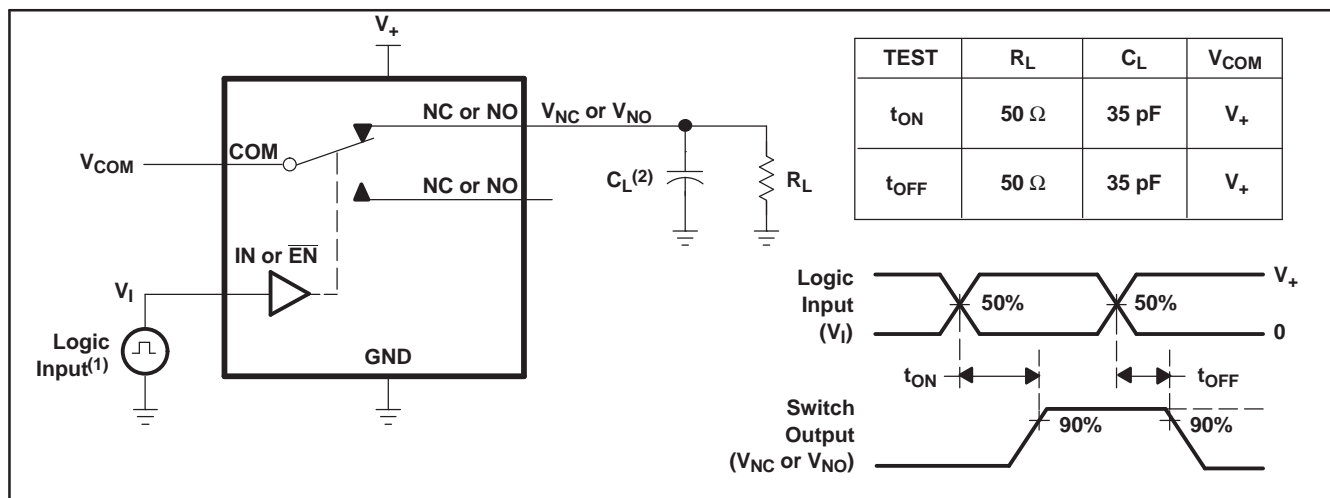 V+
NC or NO
VNC or VNO
VCOM
COM
CL(2)
RL
NC or NO
IN or EN
VI
Logic
Input(1)
GND
TEST RL CL VCOM
tON 50 Ω 35 pF V+
tOFF 50 Ω 35 pF V+
Logic
Input
(VI)
50%
50%
V+
0
tON
tOFF
Switch
Output
(VNC or VNO)
90%
90%